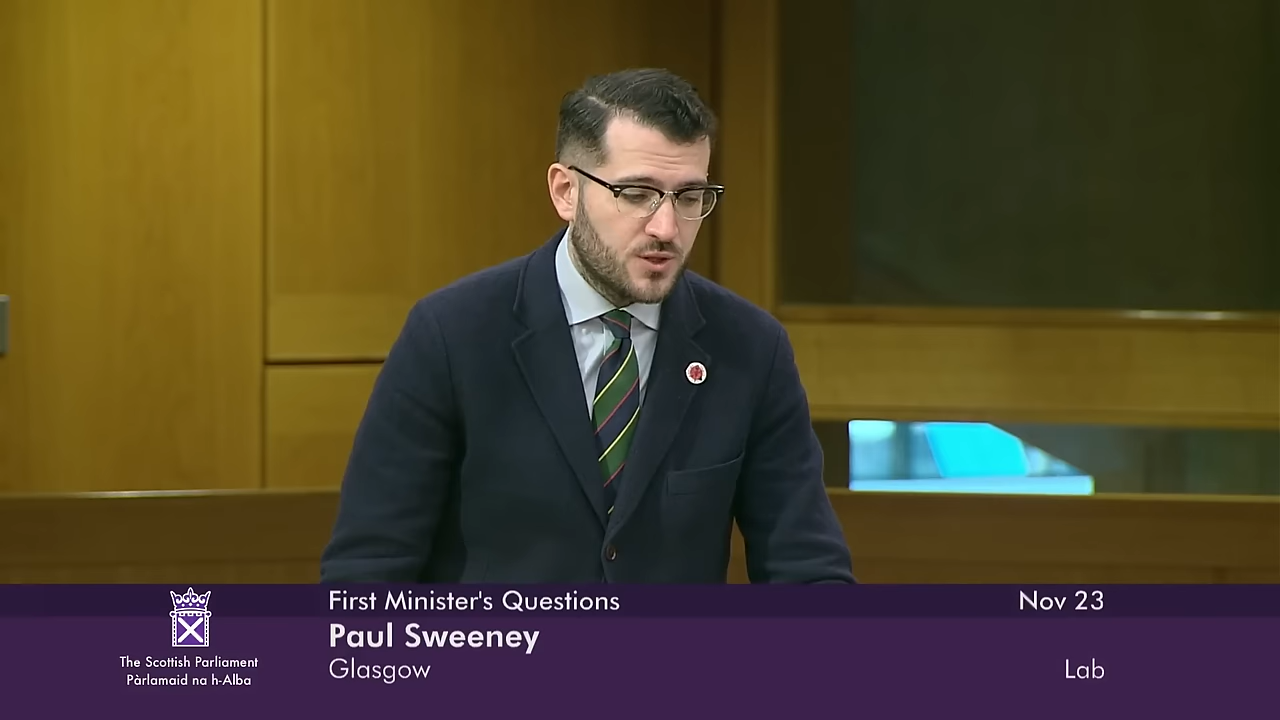 First Minister's Questions
Nov 23
Paul Sweeney
Glasgow
Lab
The Scottish Parliament
Pàrlamaid na h-Alba